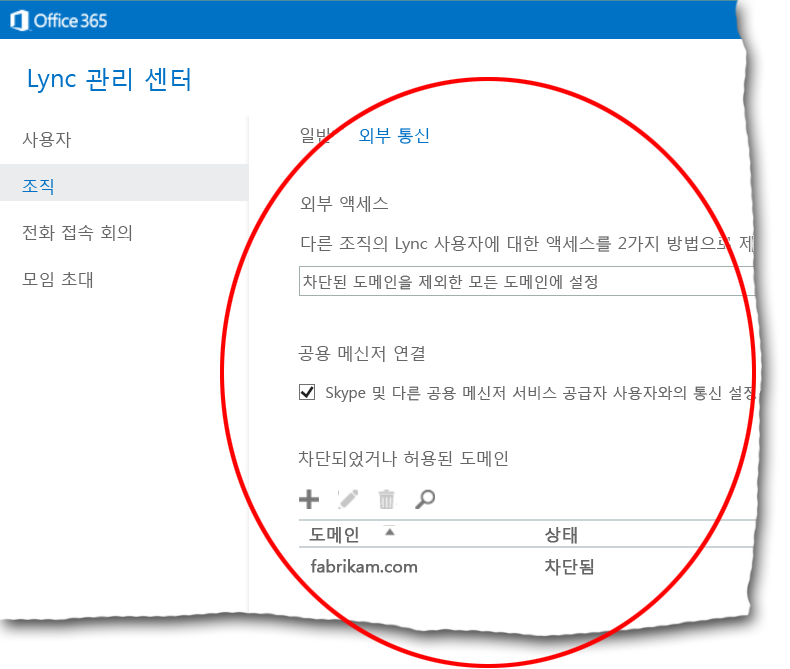 Office 365
Lync 관리 센터
사용자
조직
전화 접속 회의
모임 초대
일반 외부 통신
외부 액세스
다른 조직의 Lync 사용자에 대한 액세스를 2가지 방법으로
차단된 도메인을 제외한 모든 도메인에 설정
공용 메신저 연결
Skype 및 다른 공용 메신저 서비스 공급자 사용자와의 통신 설정
차단되었거나 허용된 도메인
도메인 상태
fabrikam.com 차단됨